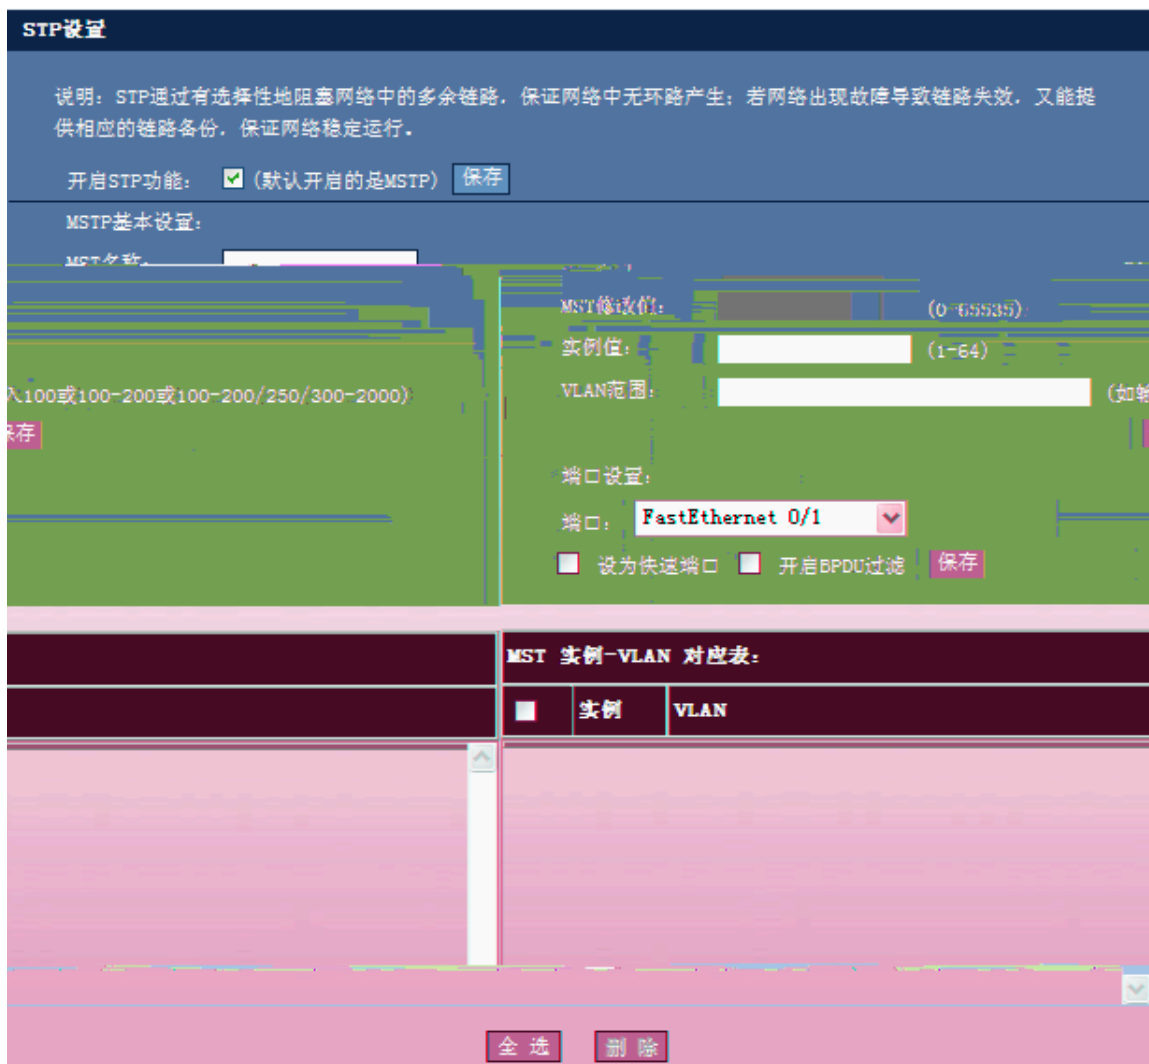 STP设置
说明：STP通过有选择性地阻塞网络中的多余链路，保证网络中无环路产生；若网络出现故障导致链路失效，又能提
供相应的链路备份，保证网络稳定运行。
开启STP功能： (默认开启的是MSTP) 保存
MSTP基本设置：
MST名称：
MST修改值： (0-65535)
实例值： (1-64)
VLAN范围： (如输
入100或100-200或100-200/250/300-2000)
保存
端口设置：
端口： FastEthernet 0/1
设为快速端口 开启BPDU过滤 保存
MST 实例-VLAN 对应表：
实例 VLAN
全 选 删 除